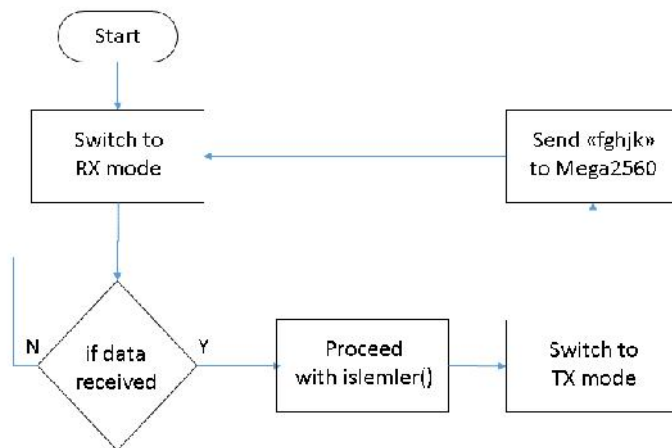 Start
Switch to
RX mode
Send «fghjk»
to Mega2560
N
if data
received
Y
Proceed
with islemler()
Switch to
TX mode